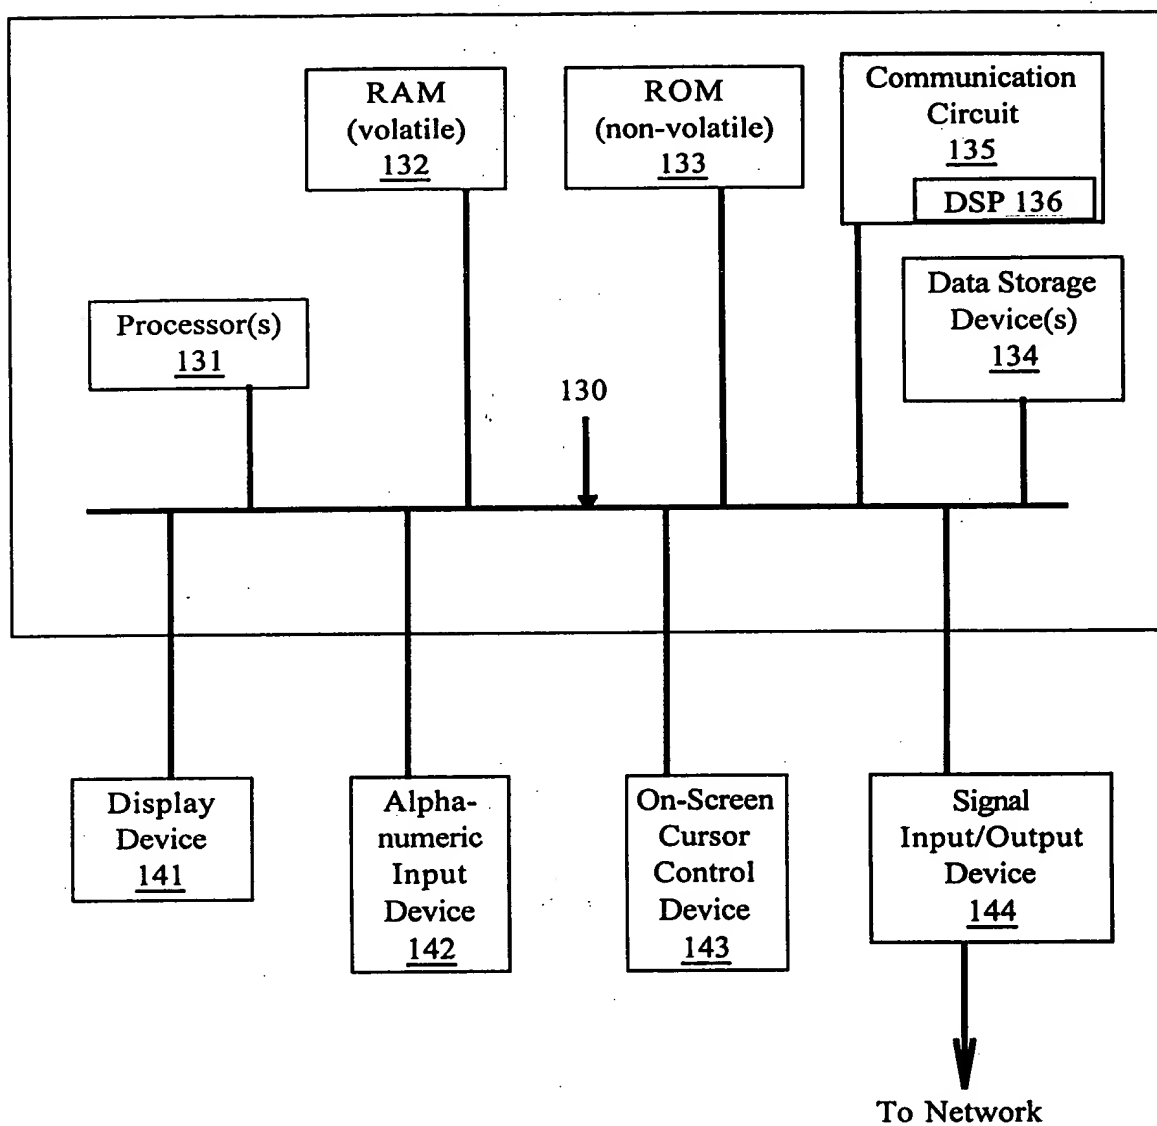 RAM
(volatile)
132
ROM
(non-volatile)
133
Communication
Circuit
135
DSP 136
Data Storage
Device(s)
134
Processor(s)
131
130
Display
Device
141
Alpha-
numeric
Input
Device
142
On-Screen
Cursor
Control
Device
143
Signal
Input/Output
Device
144
To Network